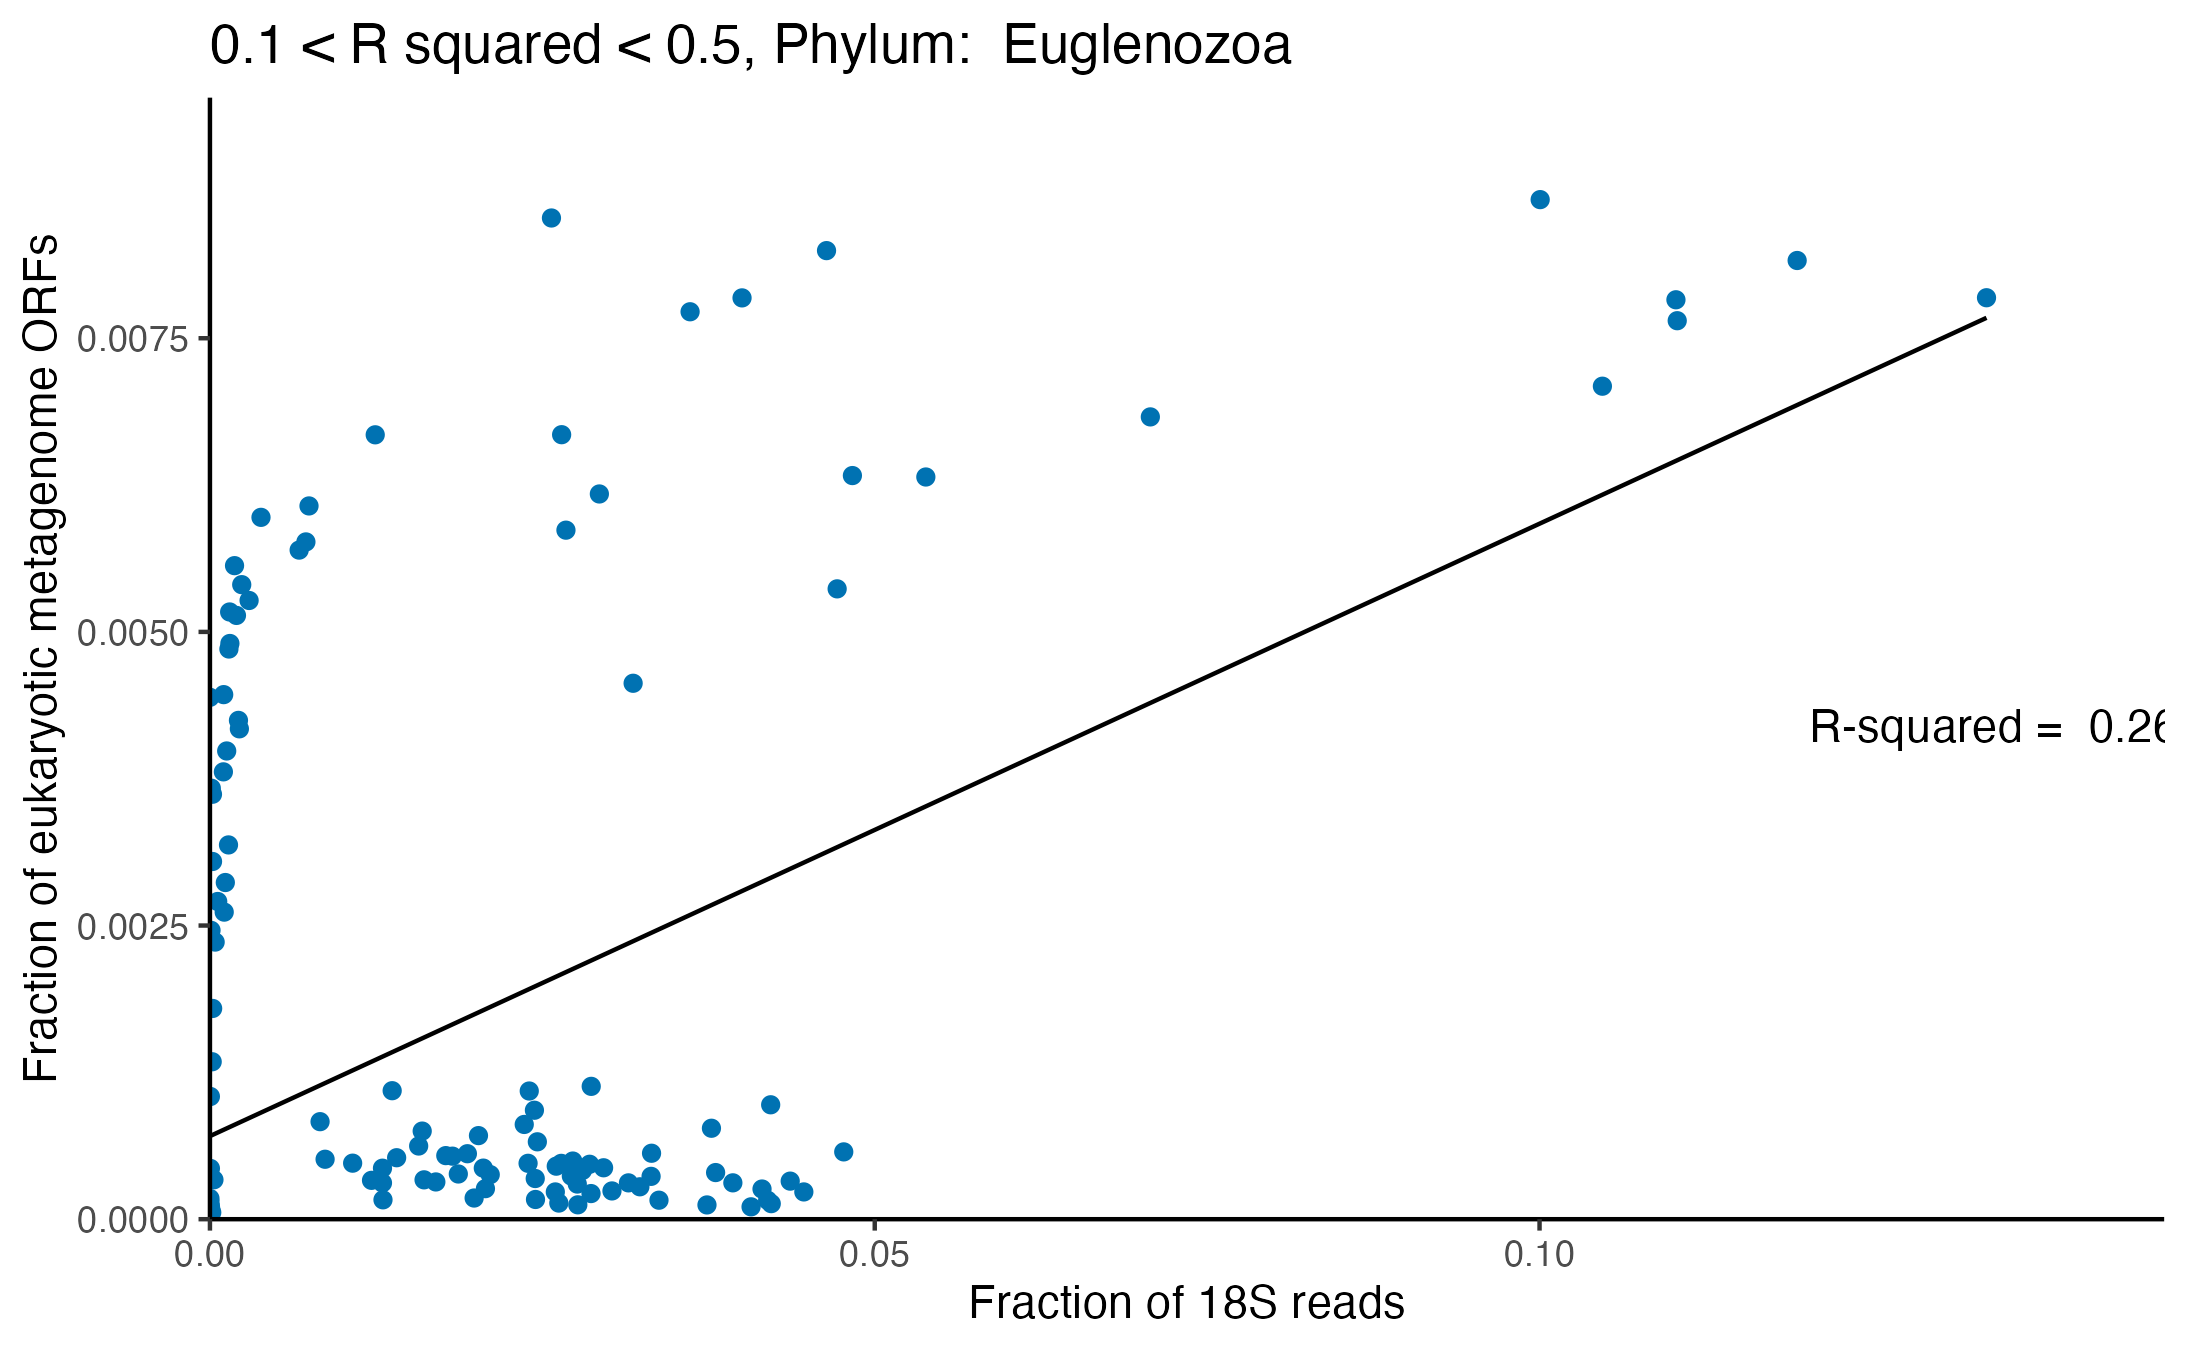 0.1 < R squared < 0.5, Phylum:  Euglenozoa
Fraction of eukaryotic metagenome ORFs
0.0075
0.0050
0.0025
0.0000
R-squared =  0.26
0.00
0.05
0.10
Fraction of 18S reads